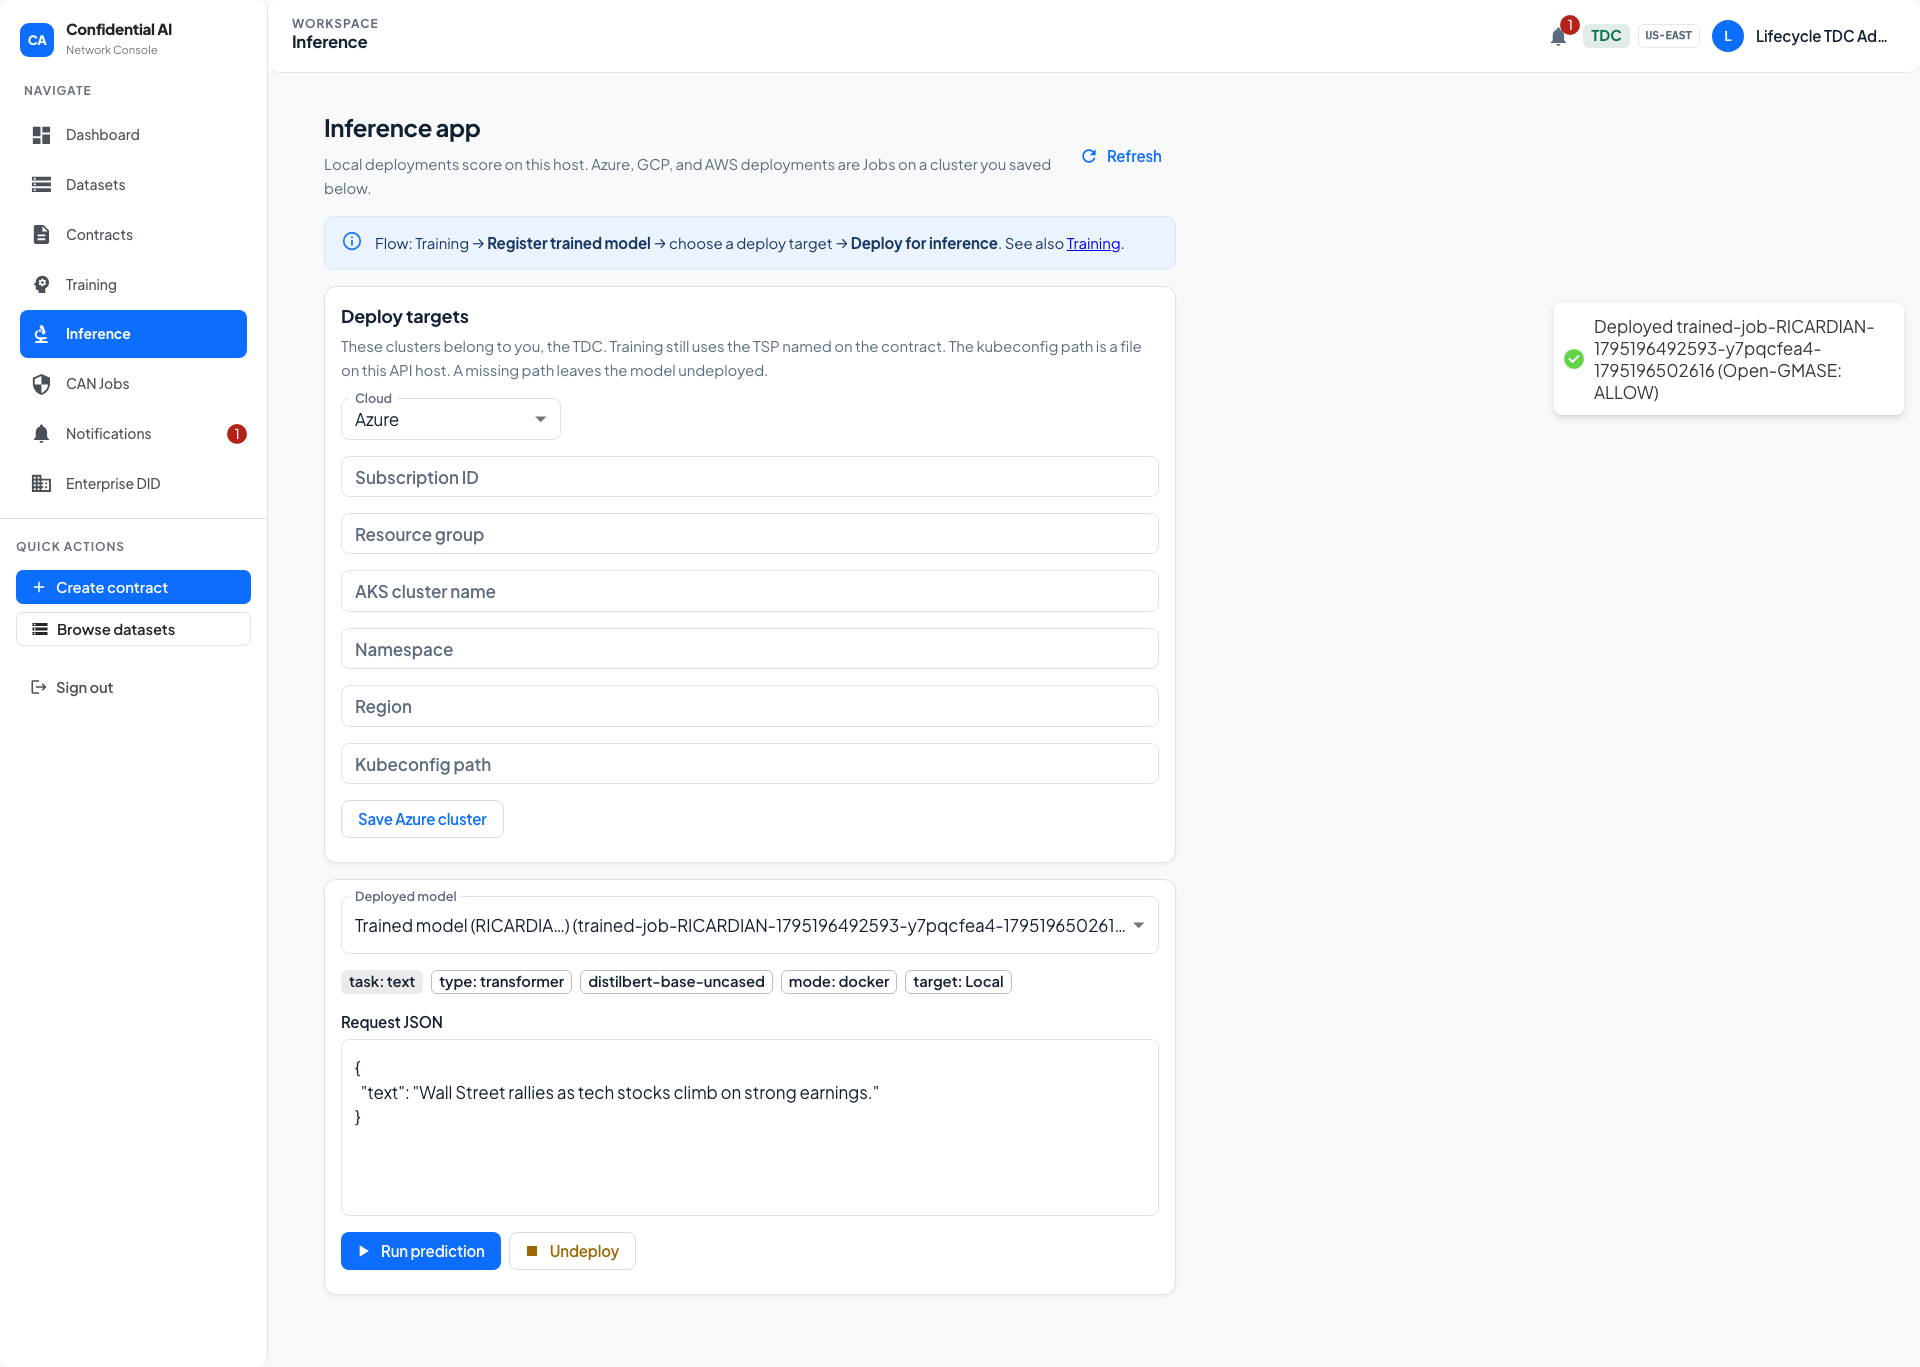 CA
Confidential AI
Network Console
NAVIGATE
Dashboard
Datasets
Contracts
Training
Inference
CAN Jobs
Notifications
1
Enterprise DID
QUICK ACTIONS
Create contract
Browse datasets
Sign out
WORKSPACE
Inference
1
TDC
US-EAST
L
Lifecycle TDC Ad...
Inference app
Local deployments score on this host. Azure, GCP, and AWS deployments are Jobs on a cluster you saved
below.
Refresh
Flow: Training → Register trained model → choose a deploy target → Deploy for inference. See also Training.
Deploy targets
These clusters belong to you, the TDC. Training still uses the TSP named on the contract. The kubeconfig path is a file
on this API host. A missing path leaves the model undeployed.
Cloud
Azure
Subscription ID
Resource group
AKS cluster name
Namespace
Region
Kubeconfig path
Save Azure cluster
Deployed model
Trained model (RICARDIA...) (trained-job-RICARDIAN-1795196492593-y7pqcfea4-179519650261...
task: text
type: transformer
distilbert-base-uncased
mode: docker
target: Local
Request JSON
{
"text": "Wall Street rallies as tech stocks climb on strong earnings."
}
Run prediction
Undeploy
Deployed trained-job-RICARDIAN-
1795196492593-y7pqcfea4-
1795196502616 (Open-GMASE:
ALLOW)